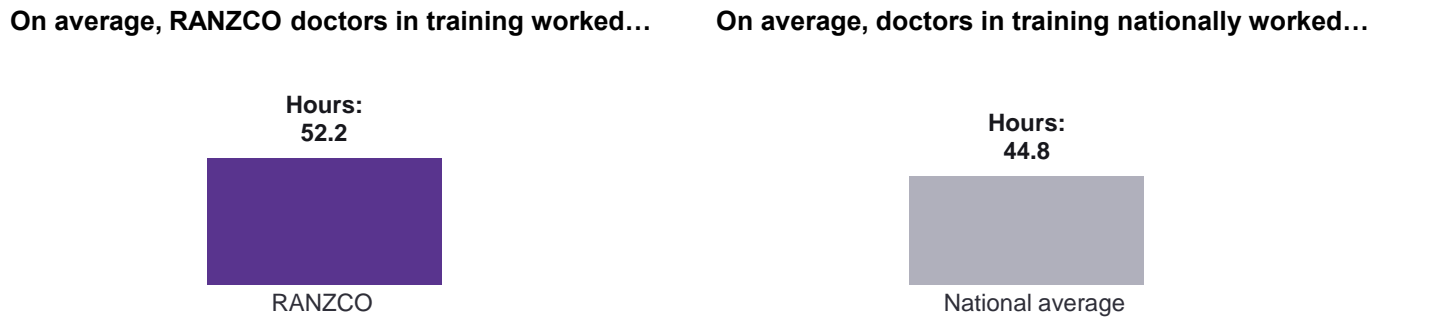 On average, RANZCO doctors in training worked…
Hours:
52.2
RANZCO
On average, doctors in training nationally worked…
Hours:
44.8
National average